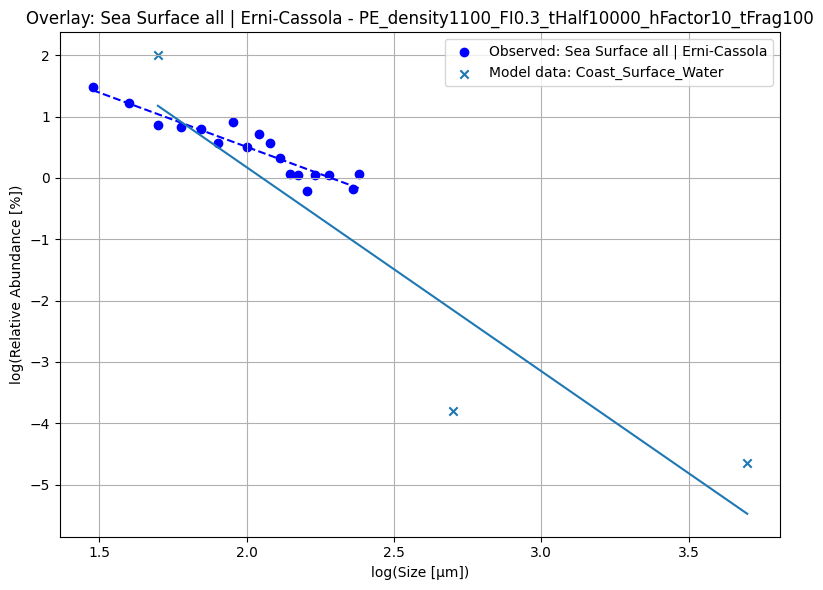 Overlay: Sea Surface all | Erni-Cassola - PE_density1100_FI0.3_tHalf10000_hFactor10_tFrag100
Observed: Sea Surface all | Erni-Cassola
Model data: Coast_Surface_Water
log(Relative Abundance [%])
2
1
0
−1
−2
−3
−4
−5
1.5
2.0
2.5
3.0
3.5
log(Size [μm])